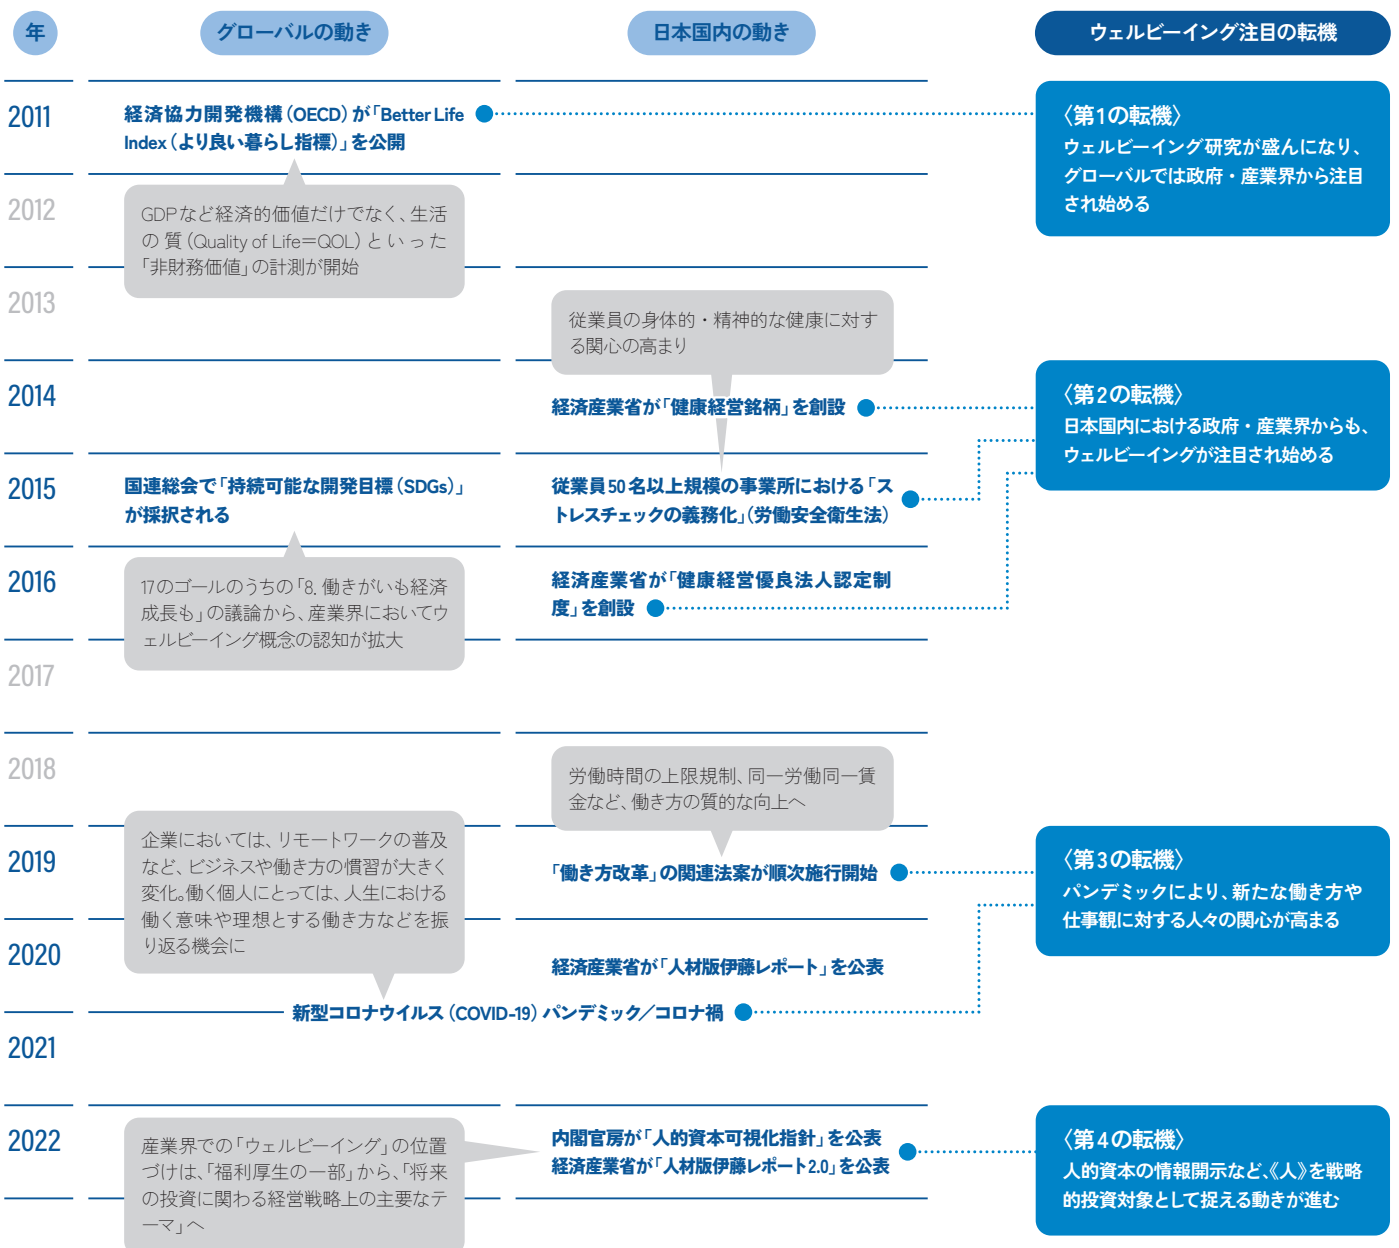 年
グローバルの動き
日本国内の動き
ウェルビーイング注目の転機
2011
経済協力開発機構（OECD）が「Better Life
Index（より良い暮らし指標）」を公開
〈第1の転機〉
ウェルビーイング研究が盛んになり、
グローバルでは政府・産業界から注目
され始める
2012
GDPなど経済的価値だけでなく、生活
の質（Quality of Life＝QOL）といった
「非財務価値」の計測が開始
2013
従業員の身体的・精神的な健康に対す
る関心の高まり
2014
経済産業省が「健康経営銘柄」を創設
〈第2の転機〉
日本国内における政府・産業界からも、
ウェルビーイングが注目され始める
2015
国連総会で「持続可能な開発目標（SDGs）」
が採択される
従業員50名以上規模の事業所における「ス
トレスチェックの義務化」（労働安全衛生法）
2016
17のゴールのうちの「8. 働きがいも経済
成長も」の議論から、産業界においてウ
ェルビーイング概念の認知が拡大
経済産業省が「健康経営優良法人認定制
度」を創設
2017
2018
労働時間の上限規制、同一労働同一賃
金など、働き方の質的な向上へ
2019
企業においては、リモートワークの普及
など、ビジネスや働き方の慣習が大きく
変化。働く個人にとっては、人生における
働く意味や理想とする働き方などを振
り返る機会に
「働き方改革」の関連法案が順次施行開始
〈第3の転機〉
パンデミックにより、新たな働き方や
仕事観に対する人々の関心が高まる
2020
経済産業省が「人材版伊藤レポート」を公表
新型コロナウイルス（COVID-19）パンデミック／コロナ禍
2021
2022
産業界での「ウェルビーイング」の位置
づけは、「福利厚生の一部」から、「将来
の投資に関わる経営戦略上の主要なテ
ーマ」へ
内閣官房が「人的資本可視化指針」を公表
経済産業省が「人材版伊藤レポート2.0」を公表
〈第4の転機〉
人的資本の情報開示など、《人》を戦略
的投資対象として捉える動きが進む